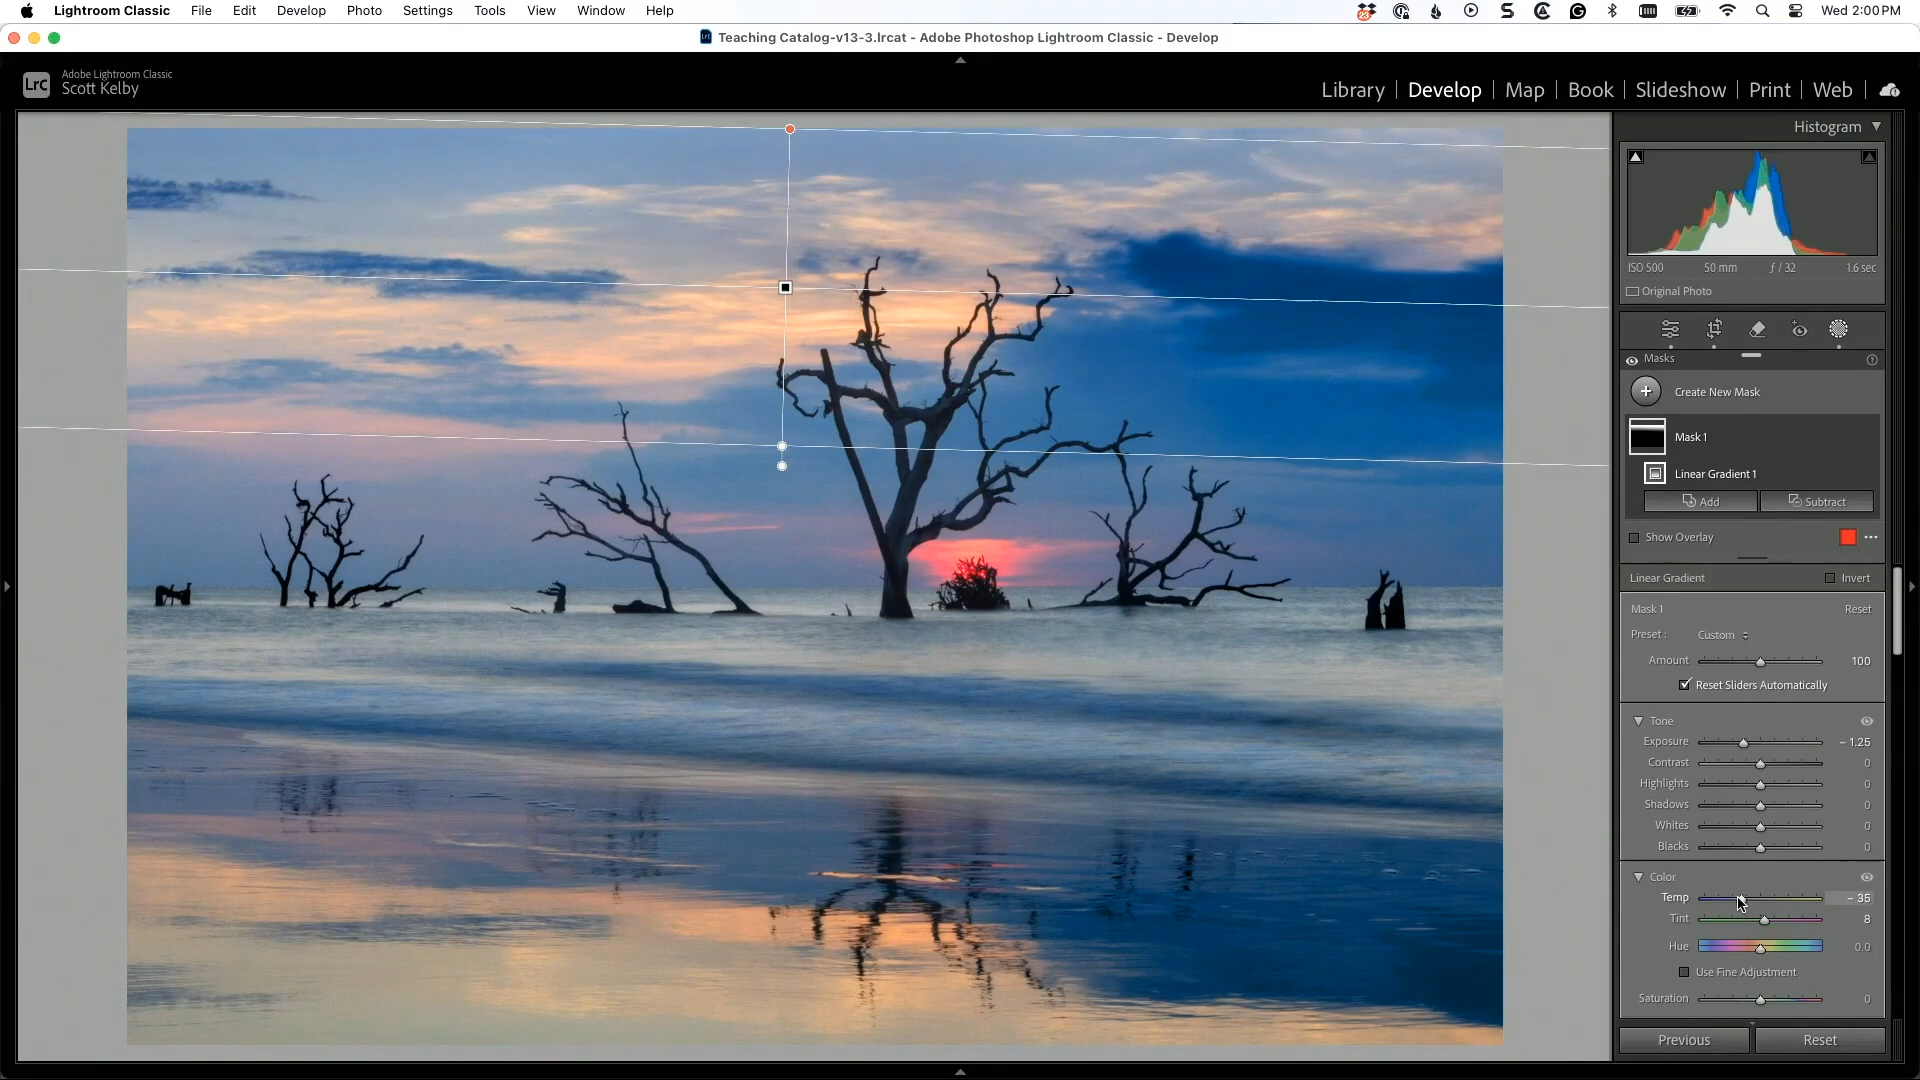 Lightroom Classic File Edit Develop Photo Settings Tools View Window Help Wed 2:00 PM
Teaching Catalog-v13-3.lrcat - Adobe Photoshop Lightroom Classic - Develop
LrC Adobe Lightroom Classic
Scott Kelby
Library | Develop | Map | Book | Slideshow | Print | Web
Histogram
ISO 500 50 mm ƒ / 32 1.6 sec
Original Photo
Masks
Create New Mask
Mask 1
Linear Gradient 1
Add Subtract
Show Overlay
Linear Gradient Invert
Mask 1 Reset
Preset : Custom
Amount 100
Reset Sliders Automatically
Tone
Exposure – 1.25
Contrast 0
Highlights 0
Shadows 0
Whites 0
Blacks 0
Color
Temp – 35
Tint 8
Hue 0.0
Use Fine Adjustment
Saturation 0
Previous Reset